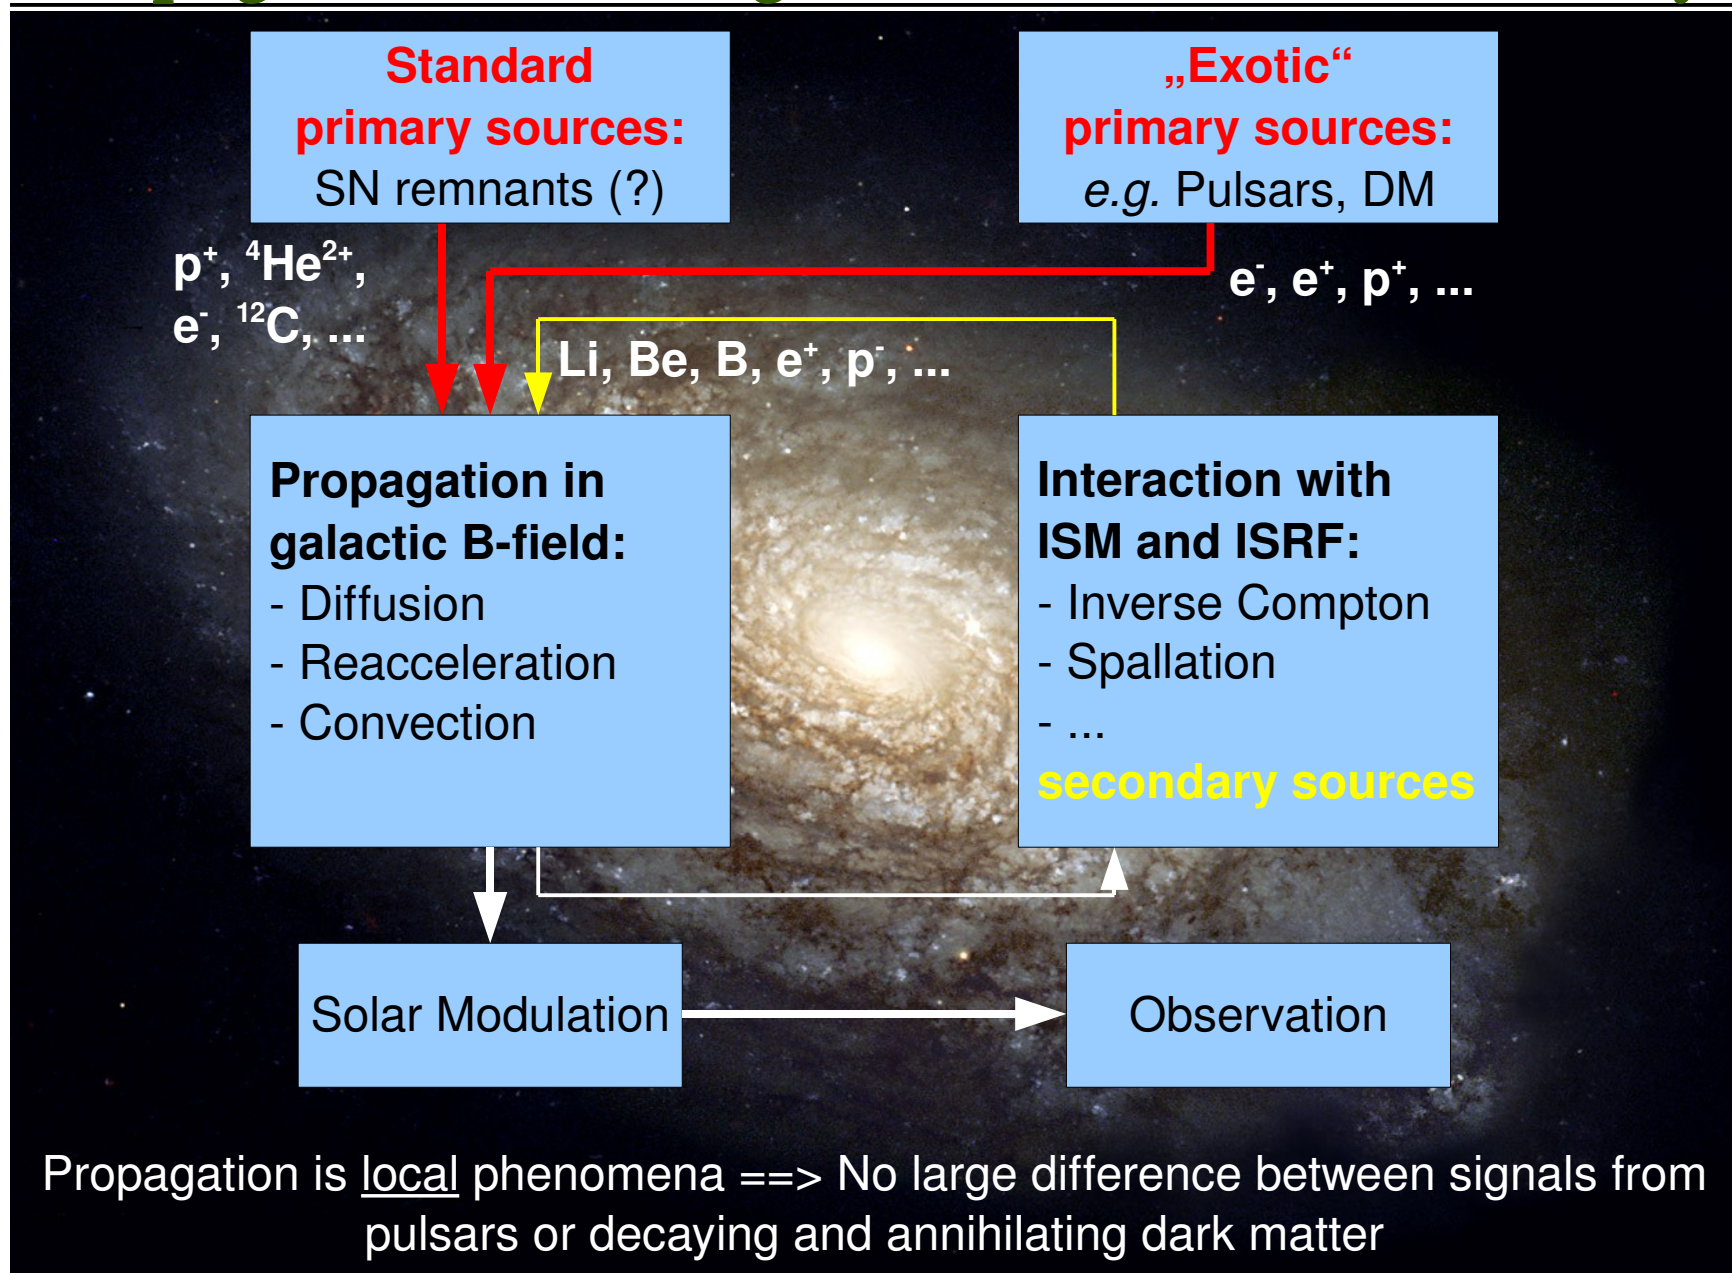 Standard
primary sources:
SN remnants (?)
„Exotic“
primary sources:
e.g. Pulsars, DM
p⁺, ⁴He²⁺,
e⁻, ¹²C, ...
e⁻, e⁺, p⁺, ...
Li, Be, B, e⁺, p⁻, ...
Propagation in
galactic B-field:
- Diffusion
- Reacceleration
- Convection
Interaction with
ISM and ISRF:
- Inverse Compton
- Spallation
- ...
secondary sources
Solar Modulation
Observation
Propagation is local phenomena ==> No large difference between signals from
pulsars or decaying and annihilating dark matter